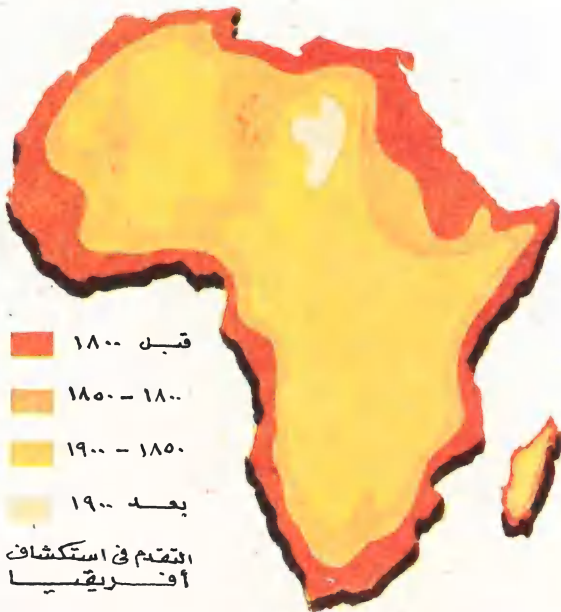 قبل ١٨٠٠
١٨٠٠ - ١٨٥٠
١٨٥٠ - ١٩٠٠
بعد ١٩٠٠
التقدم فى استكشاف
أفريقيا